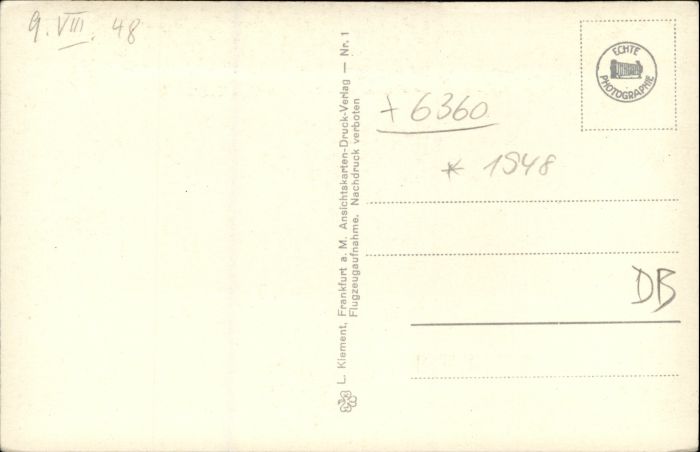 9. VIII. 48
L. Klement, Frankfurt a. M. Ansichtskarten-Druck-Verlag — Nr. 1
Flugzeugaufnahme. Nachdruck verboten
ECHTE
PHOTOGRAPHIE
+ 6360
* 1948
DB